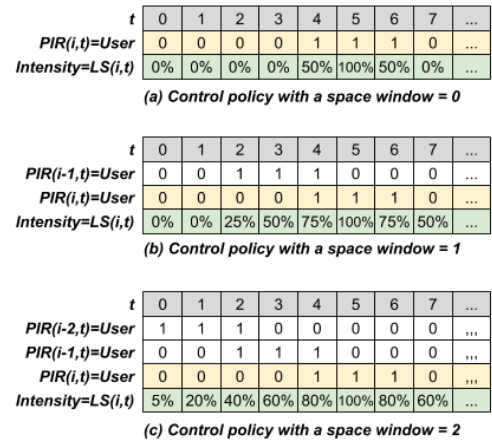 t 0 1 2 3 4 5 6 7 ...
PIR(i,t)=User 0 0 0 0 1 1 1 0 ...
Intensity=LS(i,t) 0% 0% 0% 0% 50% 100% 50% 0% ...
(a) Control policy with a space window = 0
t 0 1 2 3 4 5 6 7 ...
PIR(i-1,t)=User 0 0 1 1 1 0 0 0 ...
PIR(i,t)=User 0 0 0 0 1 1 1 0 ...
Intensity=LS(i,t) 0% 0% 25% 50% 75% 100% 75% 50% ...
(b) Control policy with a space window = 1
t 0 1 2 3 4 5 6 7 ...
PIR(i-2,t)=User 1 1 1 0 0 0 0 0 ,,,
PIR(i-1,t)=User 0 0 1 1 1 0 0 0 ,,,
PIR(i,t)=User 0 0 0 0 1 1 1 0 ,,,
Intensity=LS(i,t) 5% 20% 40% 60% 80% 100% 80% 60% ...
(c) Control policy with a space window = 2